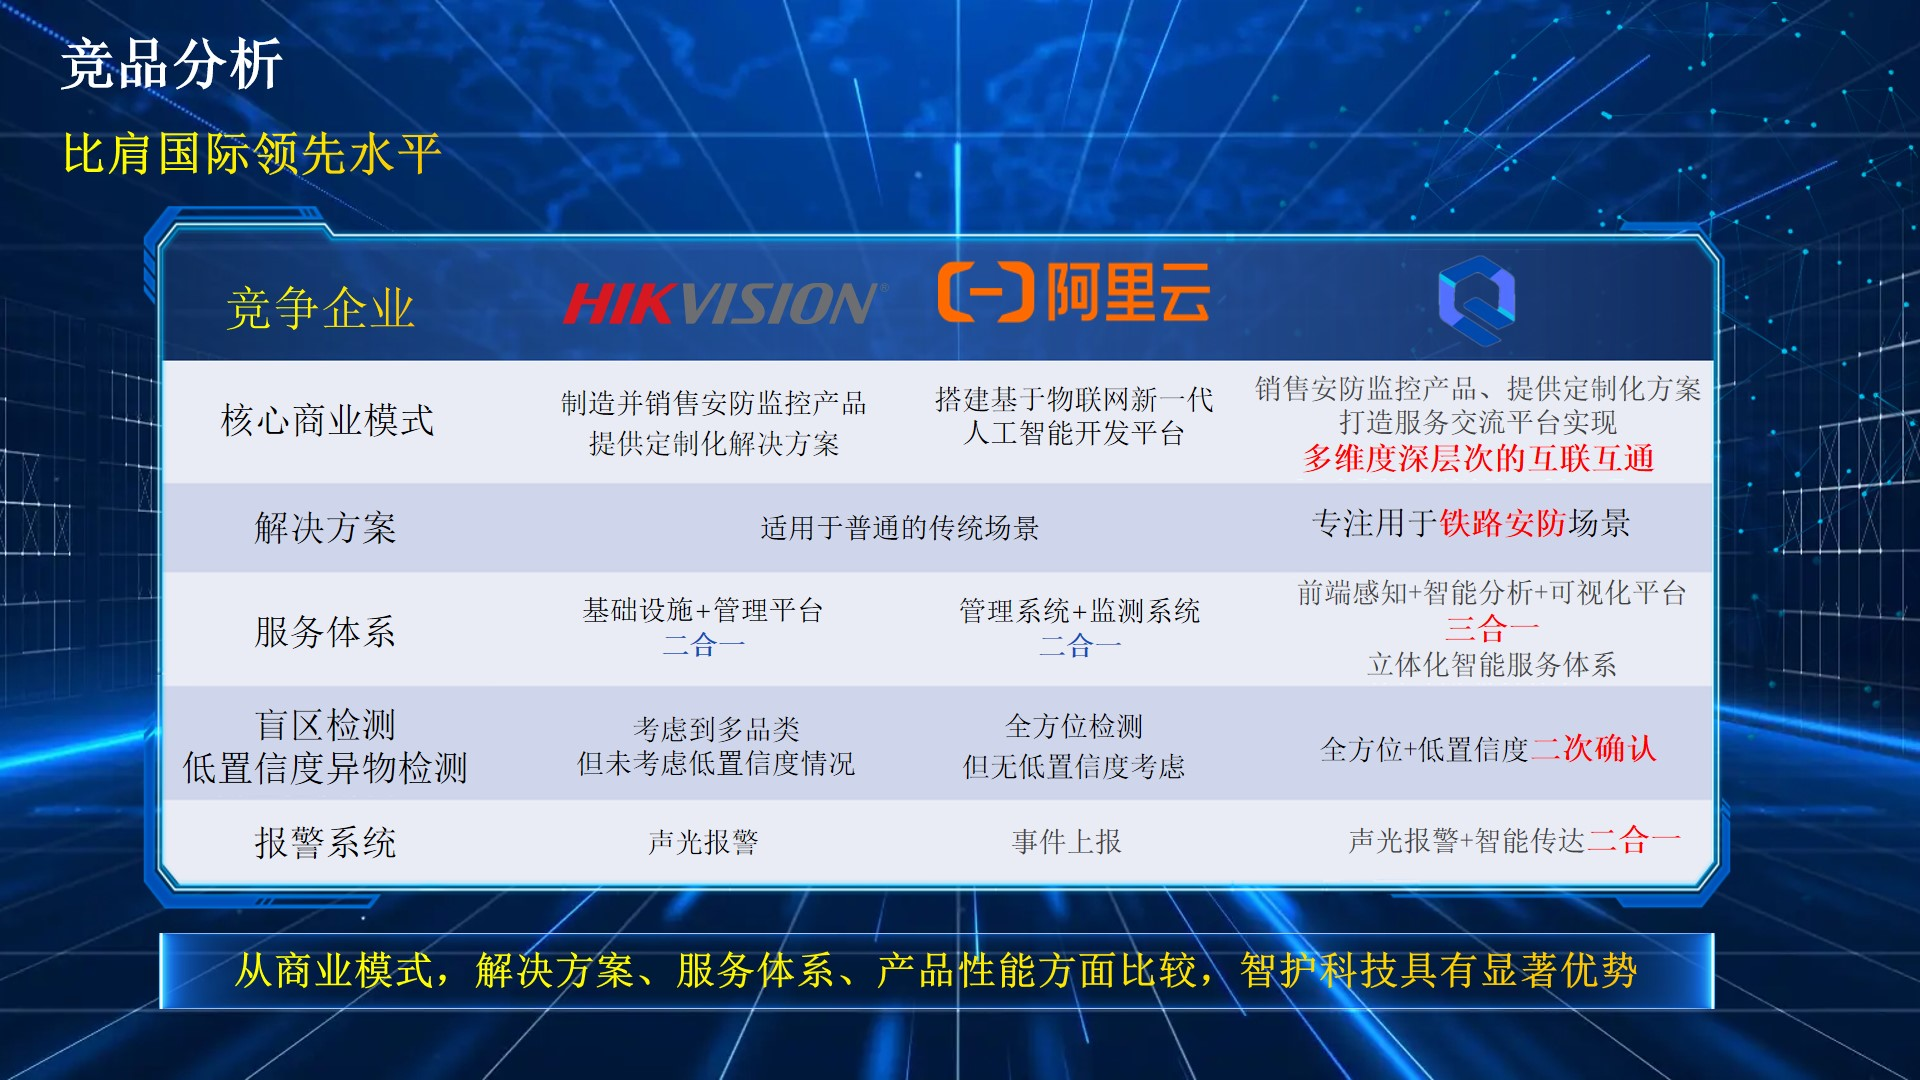 竞品分析
比肩国际领先水平
竞争企业
HIKVISION®
阿里云
核心商业模式
制造并销售安防监控产品
提供定制化解决方案
搭建基于物联网新一代
人工智能开发平台
销售安防监控产品、提供定制化方案
打造服务交流平台实现
多维度深层次的互联互通
解决方案
适用于普通的传统场景
专注用于铁路安防场景
服务体系
基础设施+管理平台
二合一
管理系统+监测系统
二合一
前端感知+智能分析+可视化平台
三合一
立体化智能服务体系
盲区检测
低置信度异物检测
考虑到多品类
但未考虑低置信度情况
全方位检测
但无低置信度考虑
全方位+低置信度二次确认
报警系统
声光报警
事件上报
声光报警+智能传达二合一
从商业模式，解决方案、服务体系、产品性能方面比较，智护科技具有显著优势